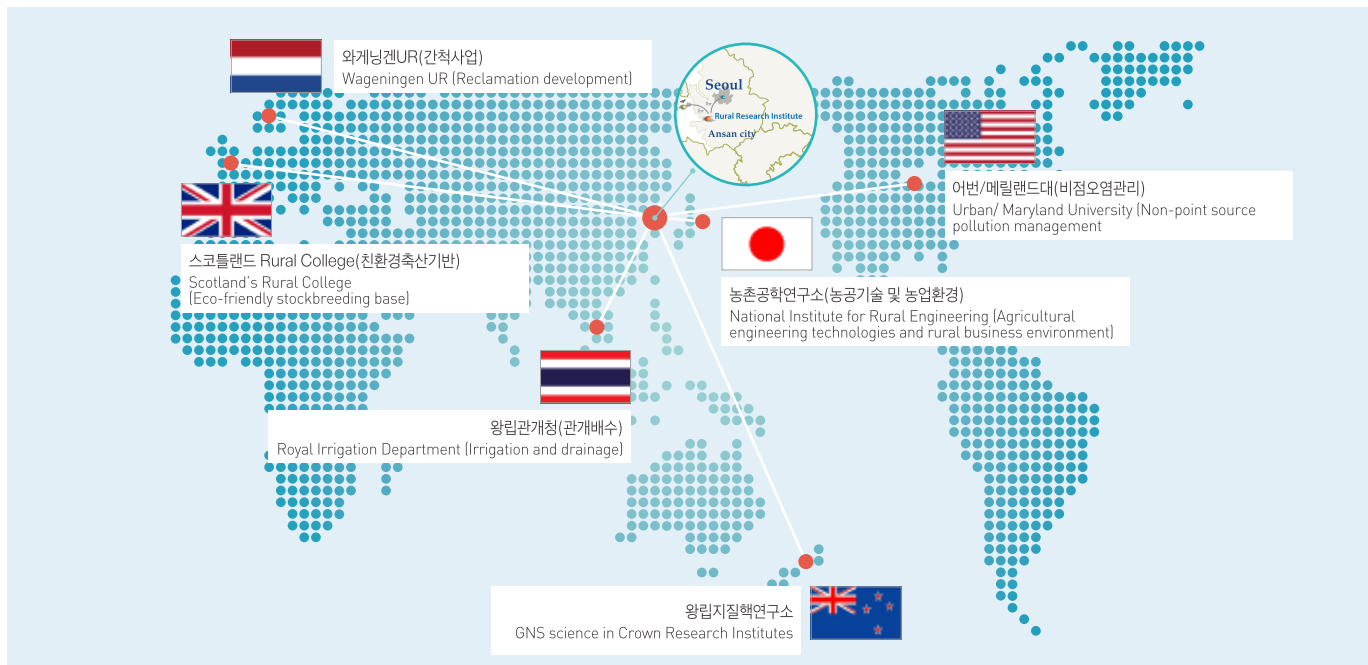 와게닝겐UR(간척사업)
Wageningen UR (Reclamation development)
Seoul
Rural Research Institute
Ansan city
어번/메릴랜드대(비점오염관리)
Urban/ Maryland University (Non-point source
pollution management
스코틀랜드 Rural College(친환경축산기반)
Scotland's Rural College
(Eco-friendly stockbreeding base)
농촌공학연구소(농공기술 및 농업환경)
National Institute for Rural Engineering (Agricultural
engineering technologies and rural business environment)
왕립관개청(관개배수)
Royal Irrigation Department (Irrigation and drainage)
왕립지질핵연구소
GNS science in Crown Research Institutes